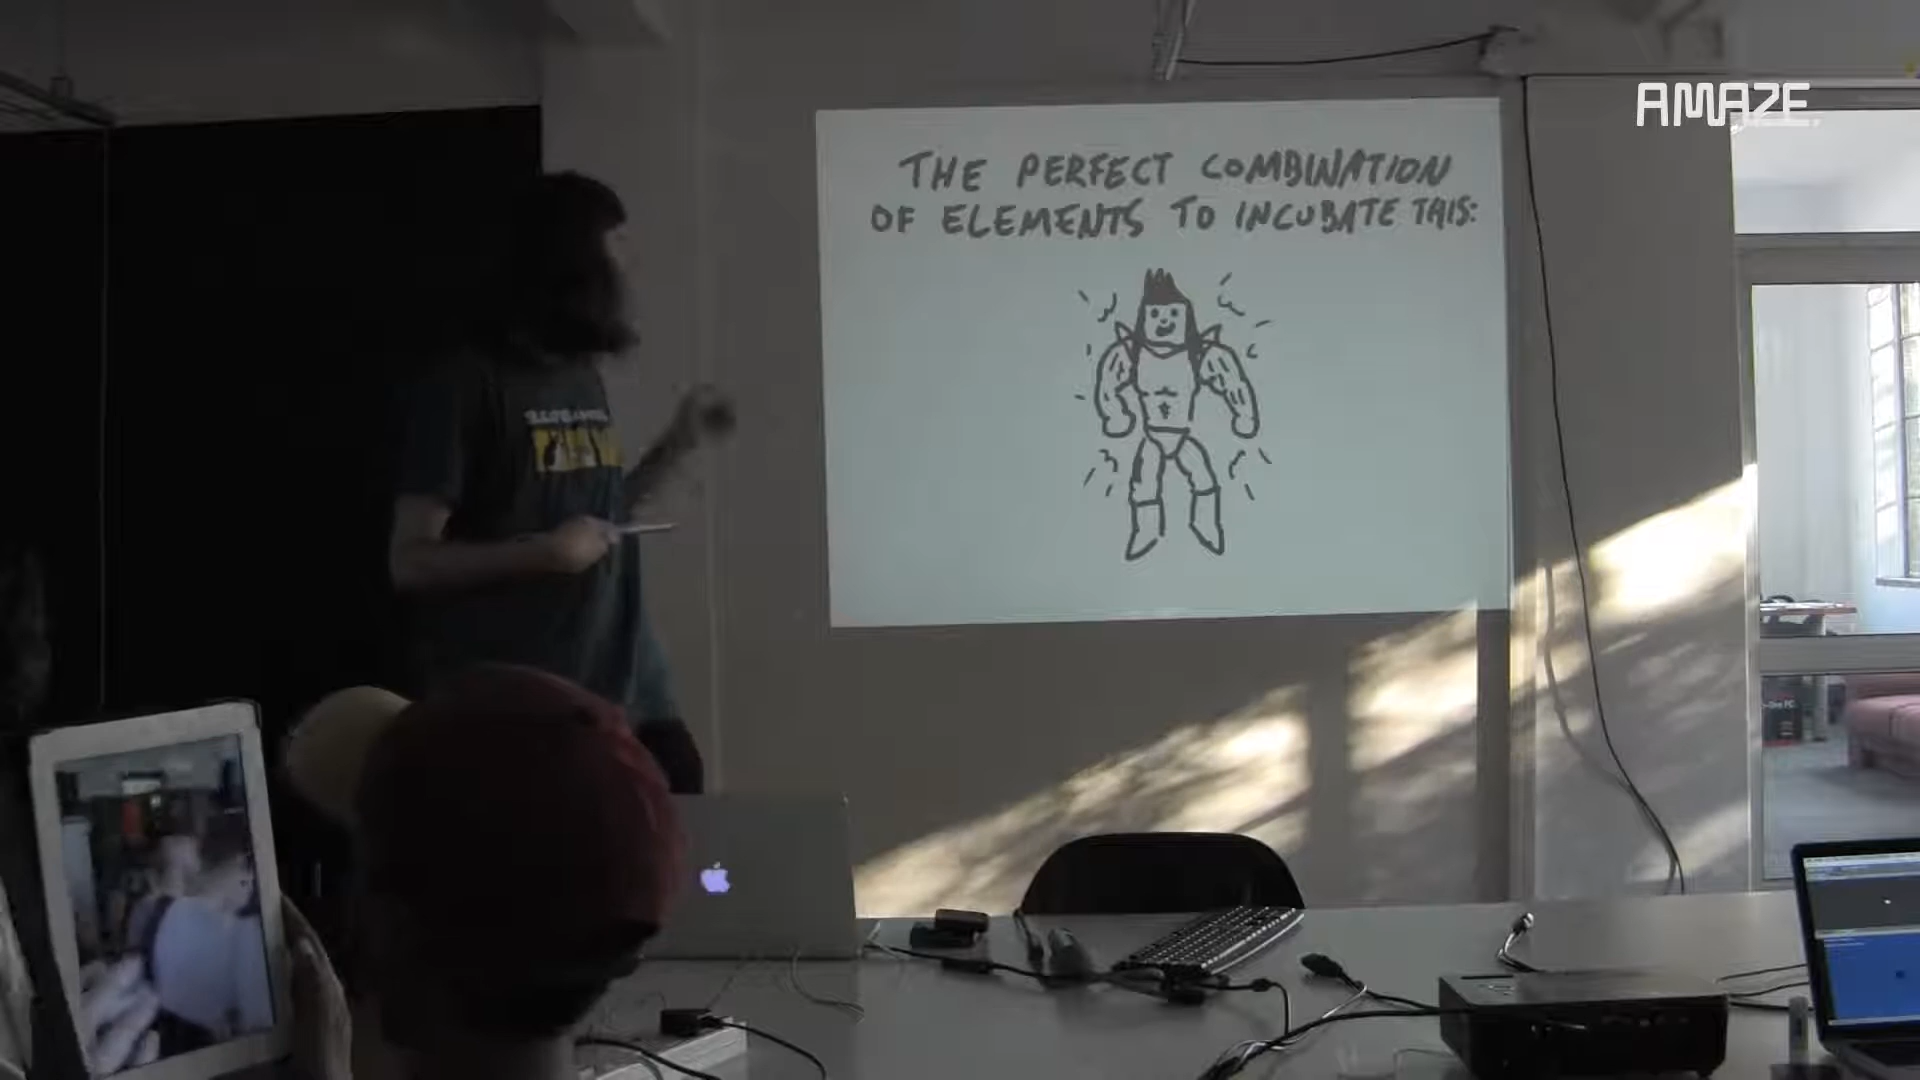 AMAZE.
THE PERFECT COMBINATION
OF ELEMENTS TO INCUBATE THIS: